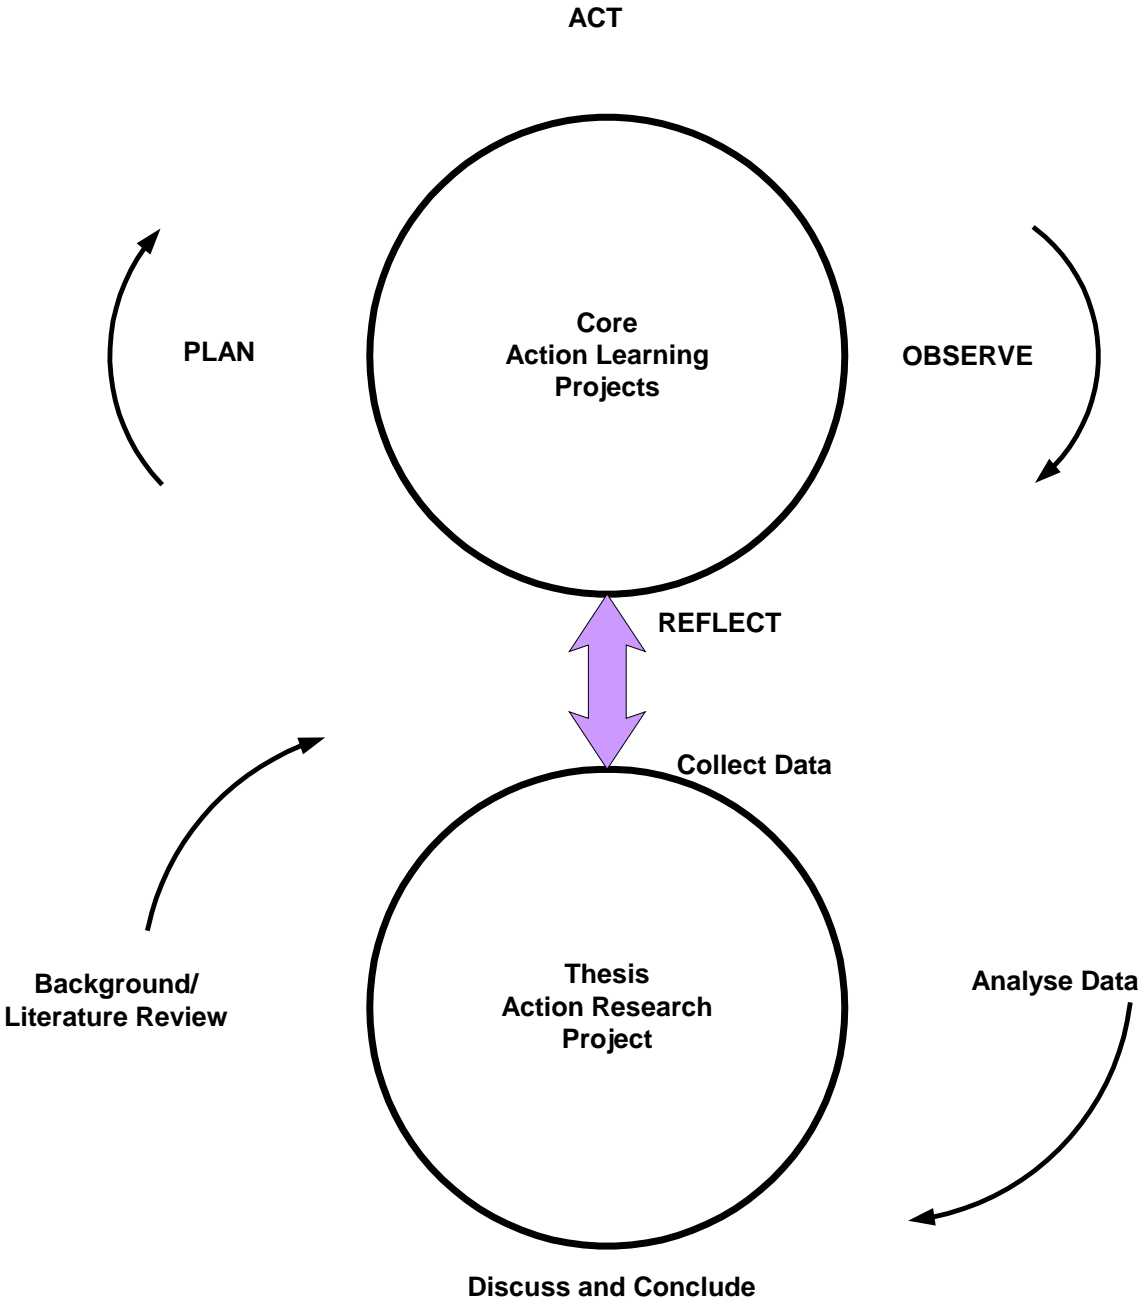 ACT
Core
Action Learning
Projects
PLAN
OBSERVE
REFLECT
Collect Data
Thesis
Action Research
Project
Background/
Literature Review
Analyse Data
Discuss and Conclude